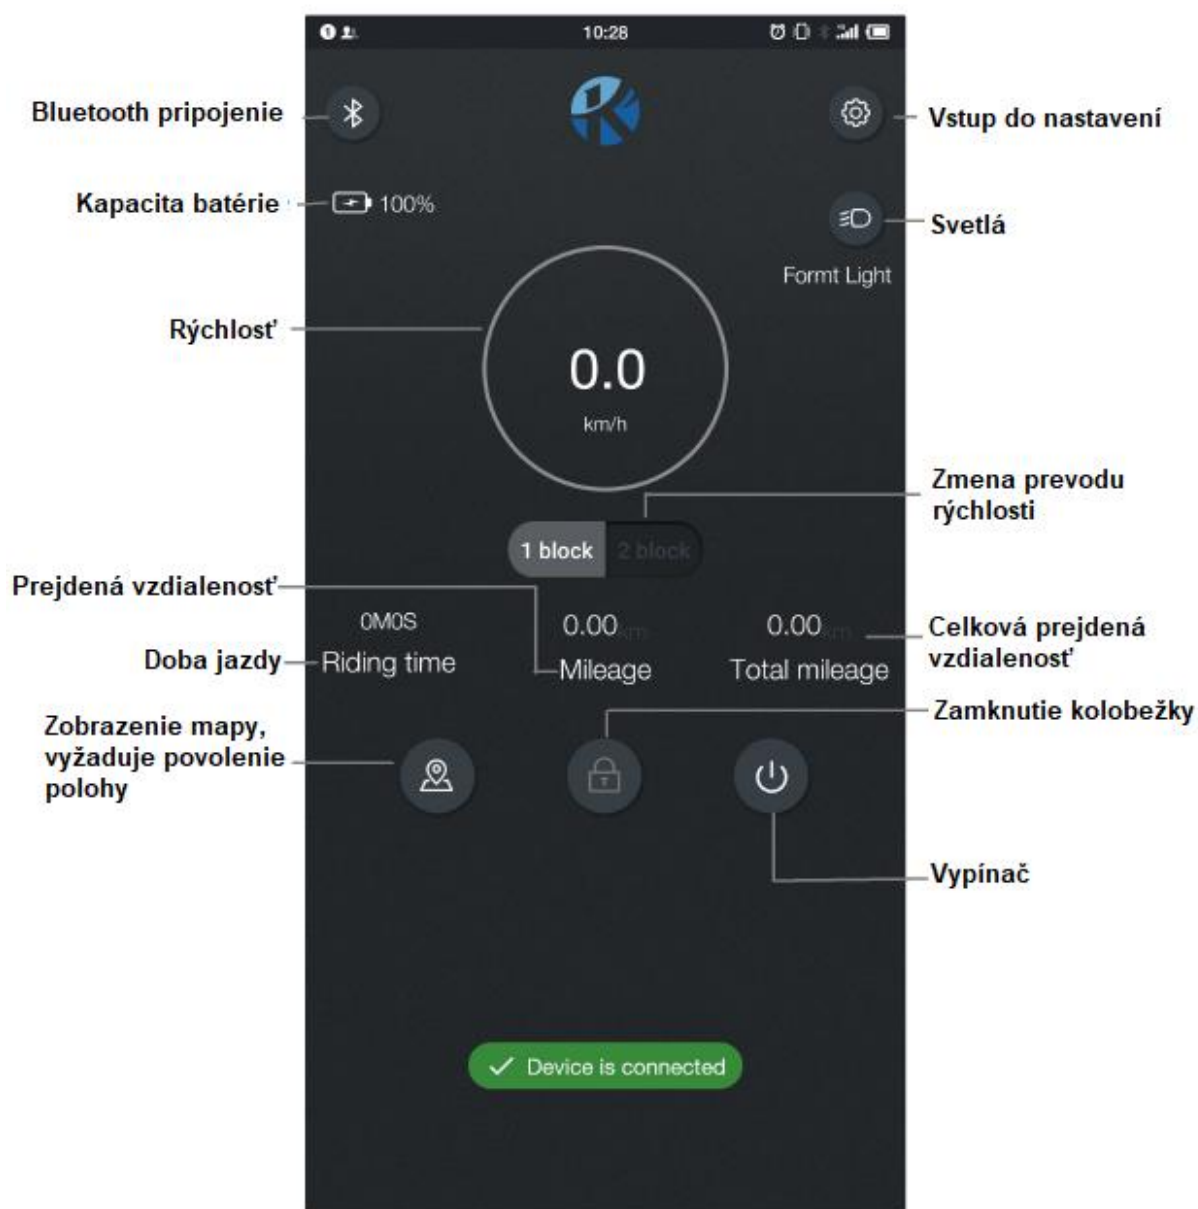 10:28
Bluetooth pripojenie
Vstup do nastavení
Kapacita batérie
100%
Svetlá
Formt Light
Rýchlosť
0.0
km/h
Zmena prevodu
rýchlosti
1 block
2 block
Prejdená vzdialenosť
0M0S
0.00 km
0.00 km
Celková prejdená
vzdialenosť
Doba jazdy
Riding time
Mileage
Total mileage
Zamknutie kolobežky
Zobrazenie mapy,
vyžaduje povolenie
polohy
Vypínač
Device is connected